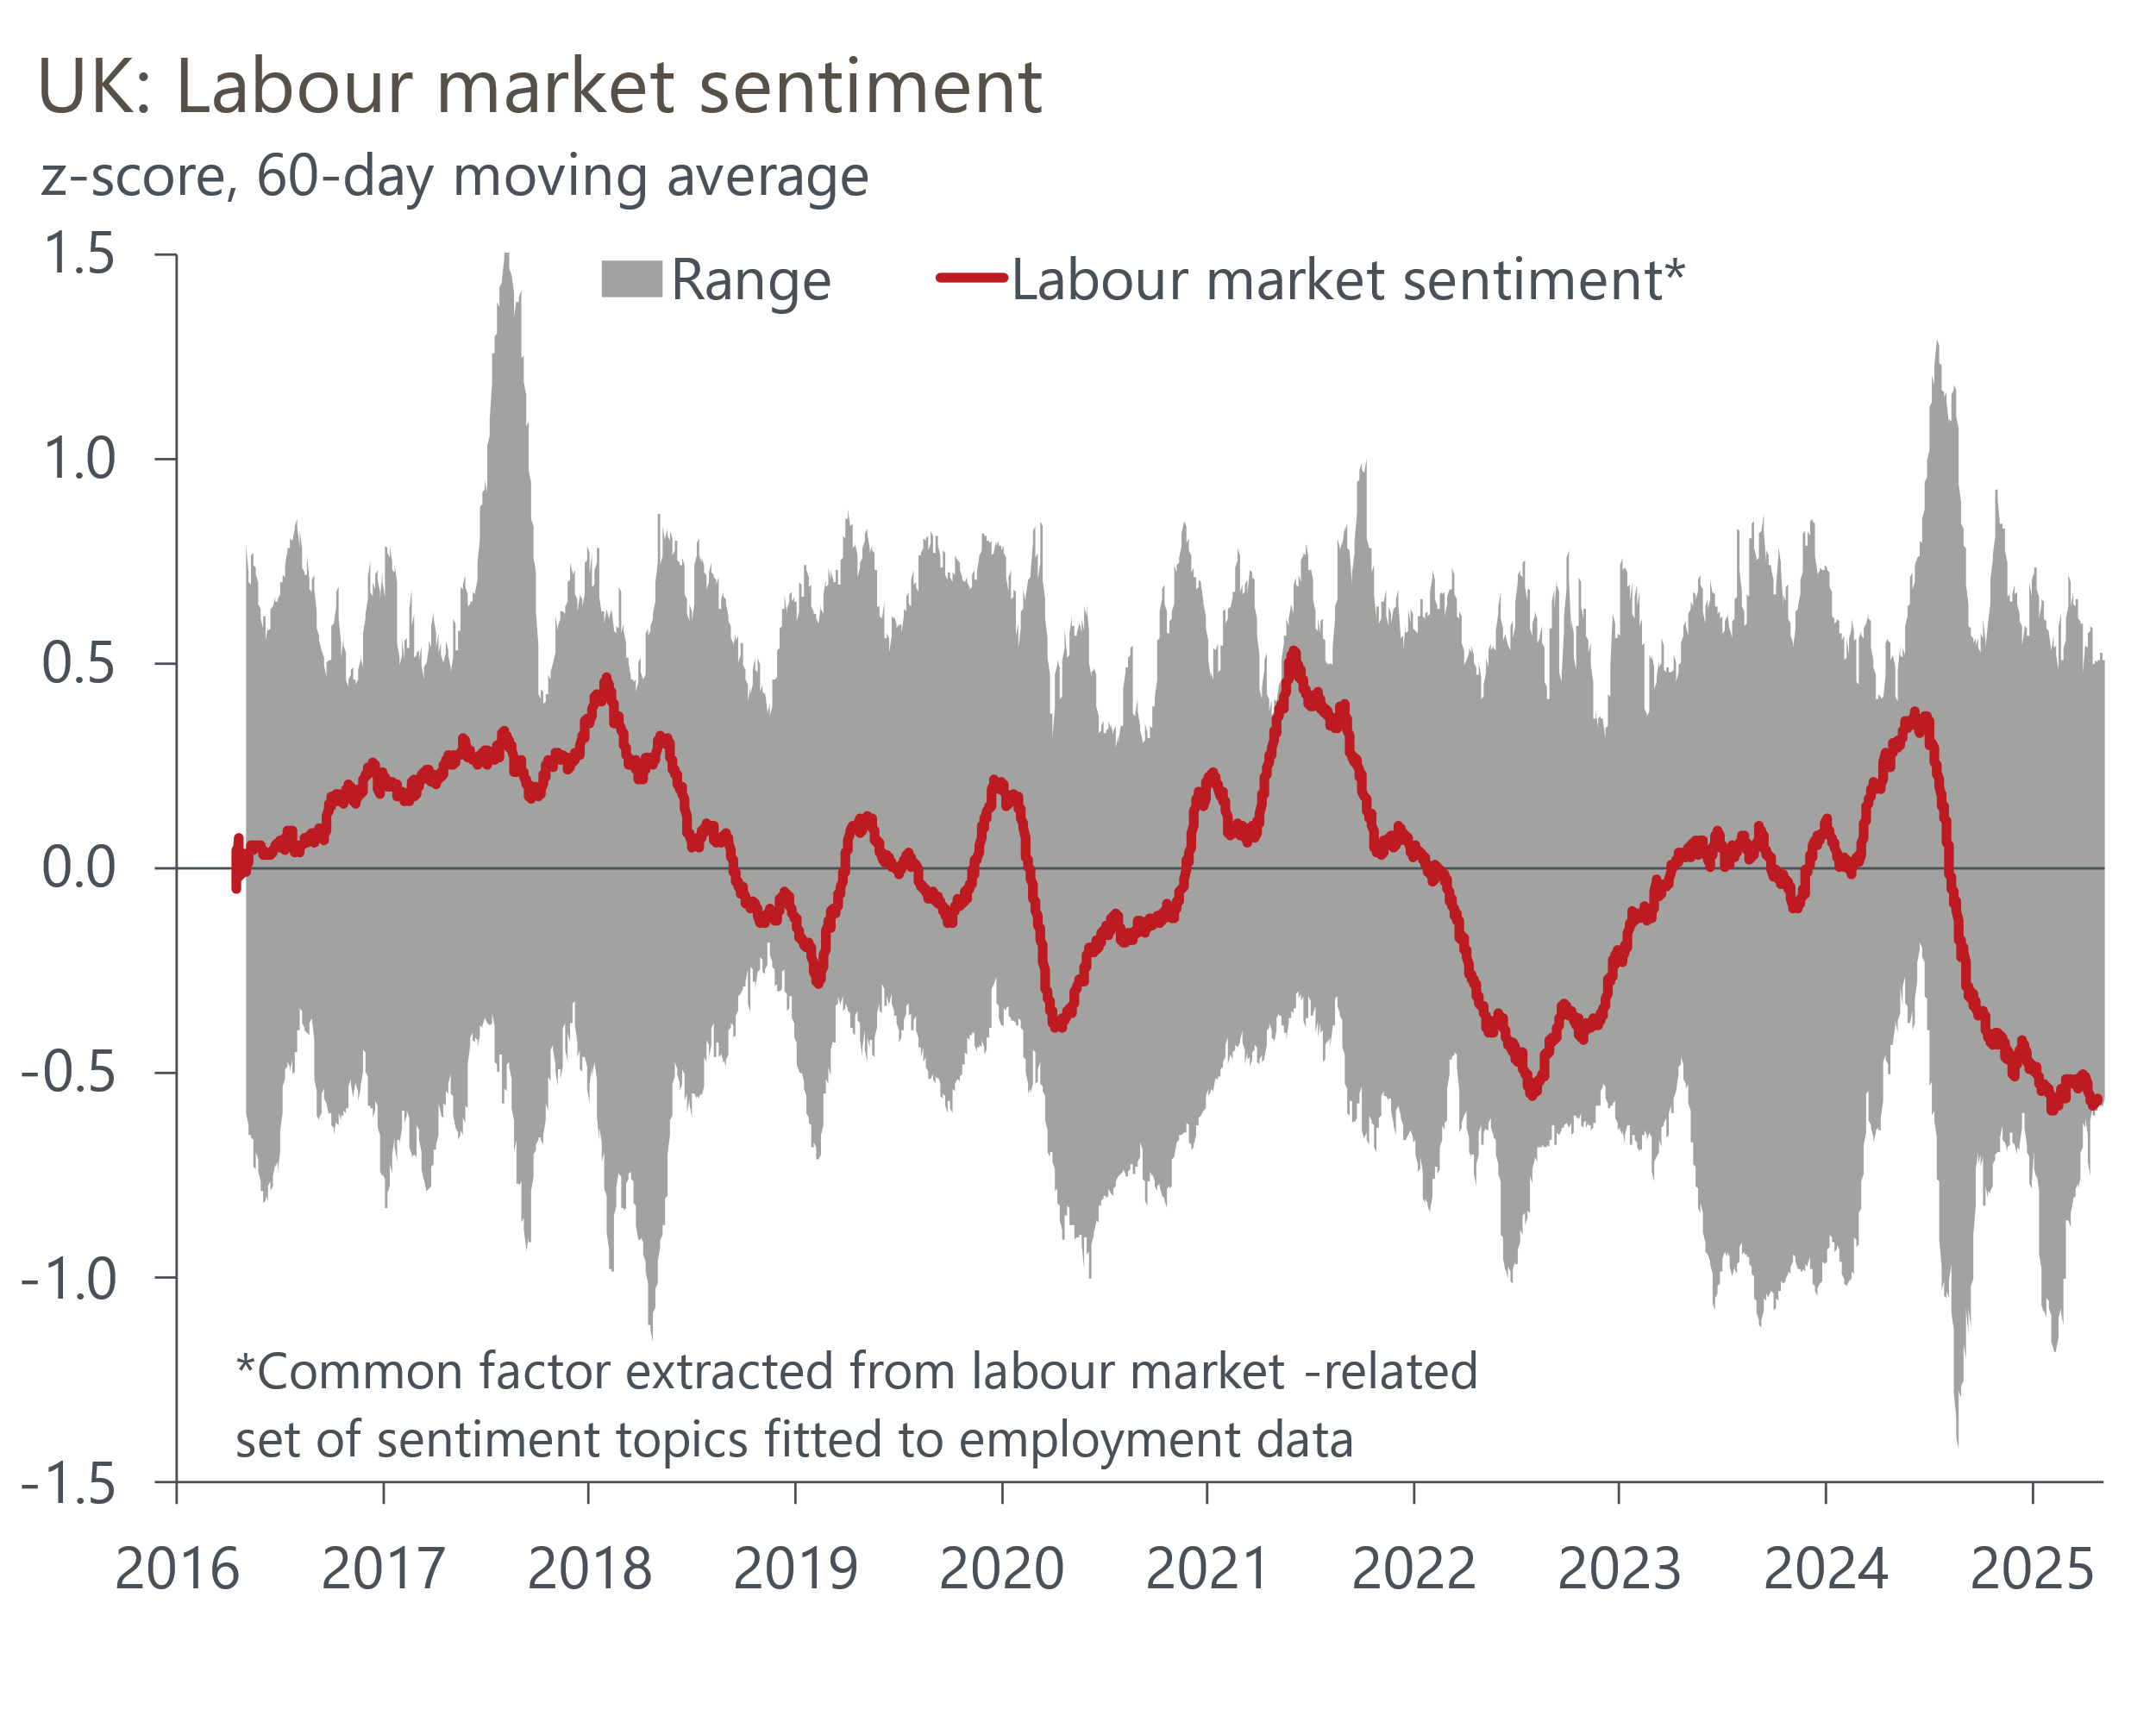 UK: Labour market sentiment
z-score, 60-day moving average
1.5
Range
Labour market sentiment*
1.0
0.5
0.0
-0.5
-1.0
*Common factor extracted from labour market -related
set of sentiment topics fitted to employment data
-1.5
2016 2017 2018 2019 2020 2021 2022 2023 2024 2025